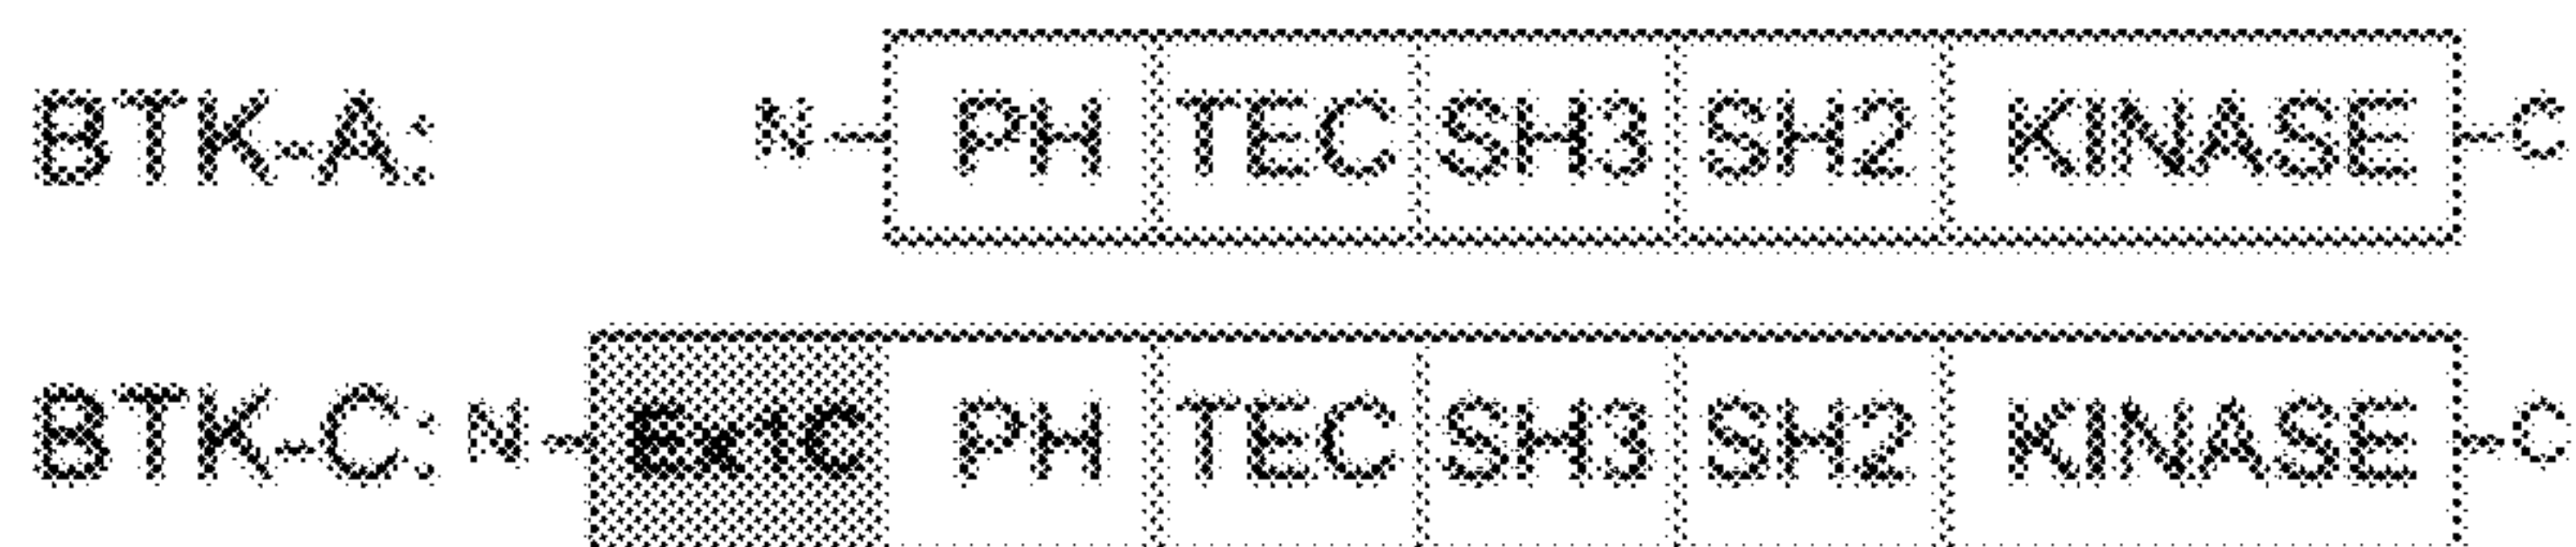 BTK-A: N- PH TEC SH3 SH2 KINASE -C
BTK-C: N- Ex1C PH TEC SH3 SH2 KINASE -C